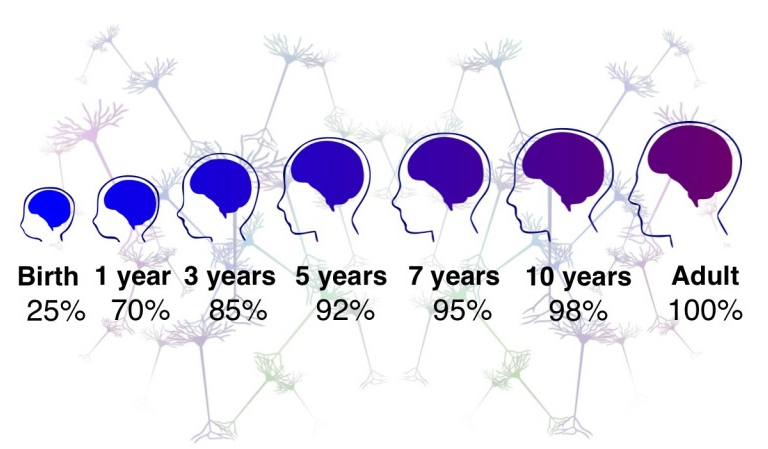 Birth 1 year 3 years 5 years 7 years 10 years Adult
25% 70% 85% 92% 95% 98% 100%